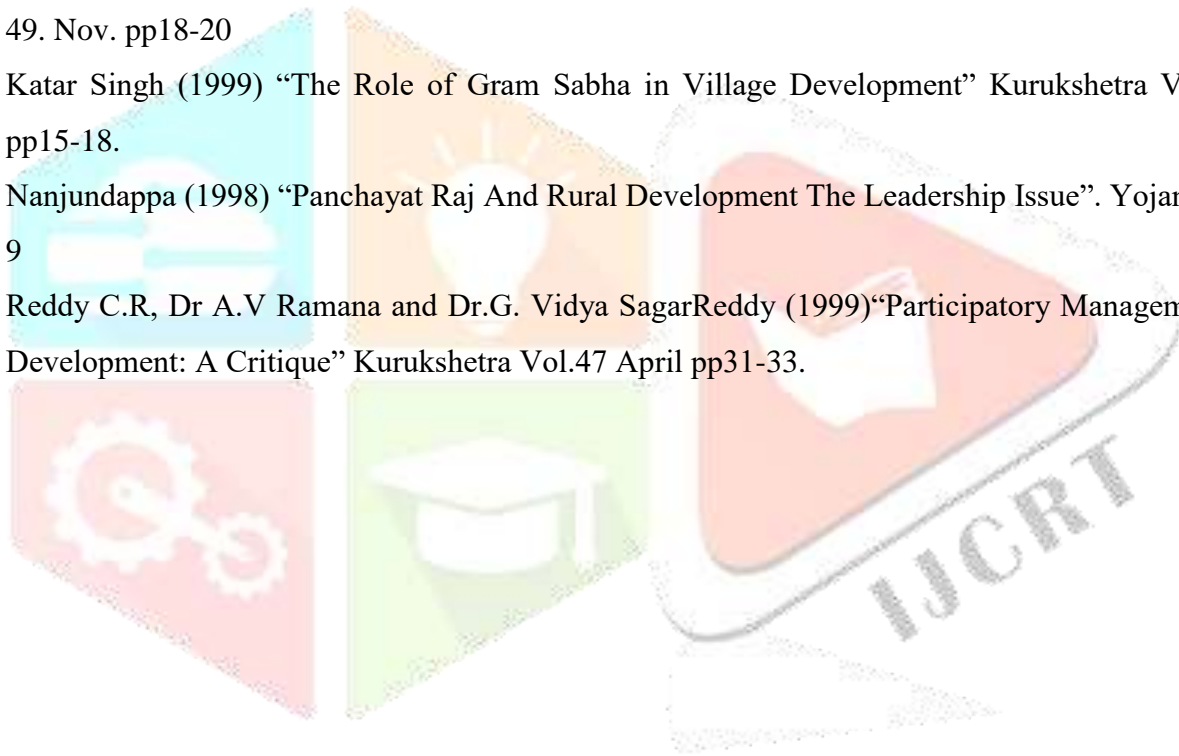 49. Nov. pp18-20
Katar Singh (1999) “The Role of Gram Sabha in Village Development” Kurukshetra
pp15-18.
Nanjundappa (1998) “Panchayat Raj And Rural Development The Leadership Issue”.
9
Reddy C.R, Dr A.V Ramana and Dr.G. Vidya SagarReddy (1999)“Participatory
Development: A Critique” Kurukshetra Vol.47 April pp31-33.
IJCRT